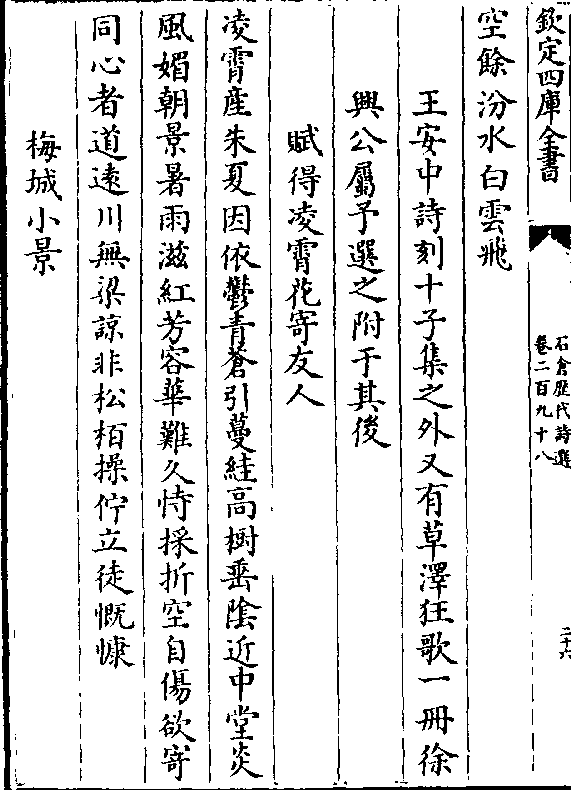 欽定四庫全書
石倉歷代詩選
卷二百九十八
二十六
空餘汾水白雲飛
王安中詩刻十子集之外又有草澤狂歌一冊徐
興公屬予選之附于其後
賦得凌霄花寄友人
凌霄産朱夏因依鬱青蒼引蔓絓高樹垂陰近中堂炎
風媚朝景暑雨滋紅芳容華難久恃採折空自傷欲寄
同心者道遠川無梁諒非松栢操佇立徒慨慷
梅城小景